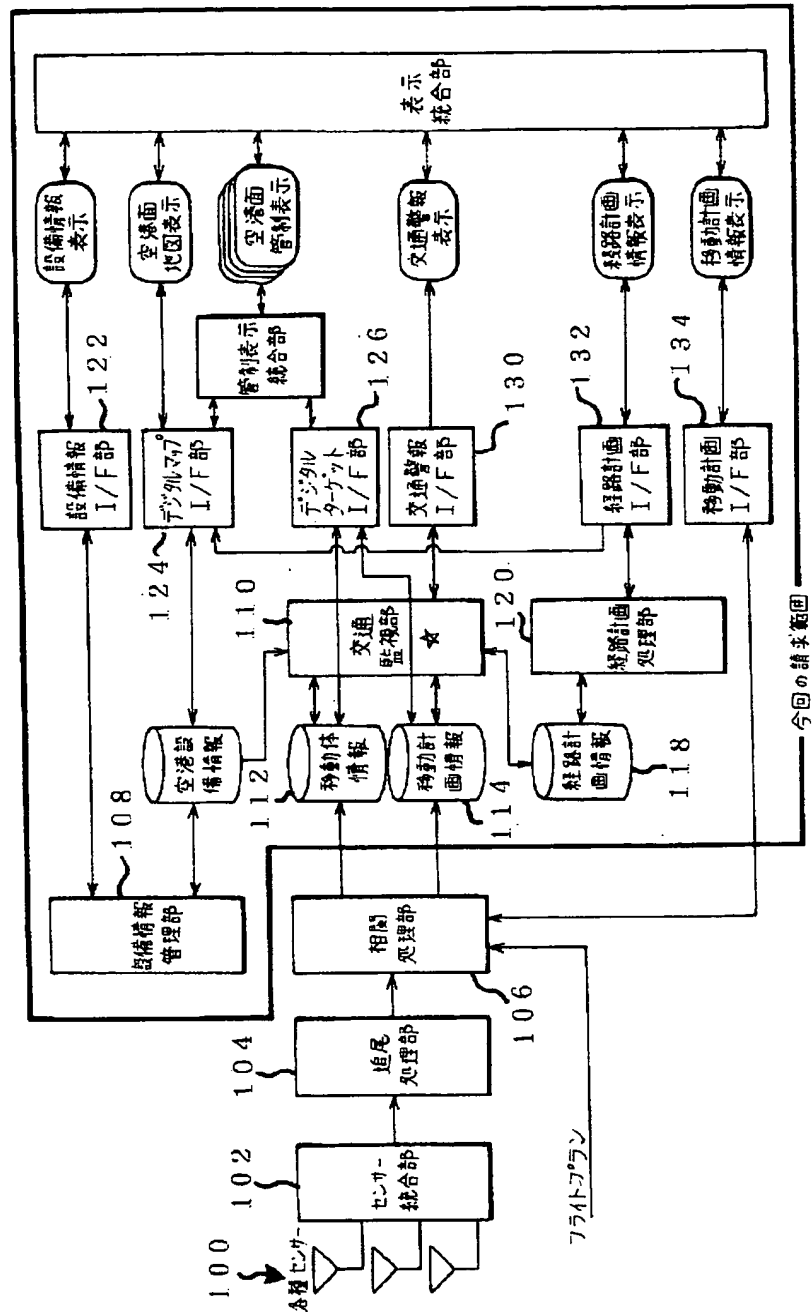 100
各種センサー
102
センサー
統合部
104
追尾
処理部
フライトプラン
106
相関
処理部
108
設備情報
管理部
空港設
備情報
112
移動体
情報
移動計
画情報
114
経路計
画情報
118
110
交通
監視部
☆
120
経路計画
処理部
設備情報
I/F部
122
124
デジタルマップ
I/F部
デジタル
ターゲット
I/F部
126
交通警報
I/F部
130
経路計画
I/F部
132
移動計画
I/F部
134
管制表示
統合部
設備情報
表示
空港面
地図表示
空港面
管制表示
交通警報
表示
経路計画
情報表示
移動計画
情報表示
表示
統合部
今回の請求範囲